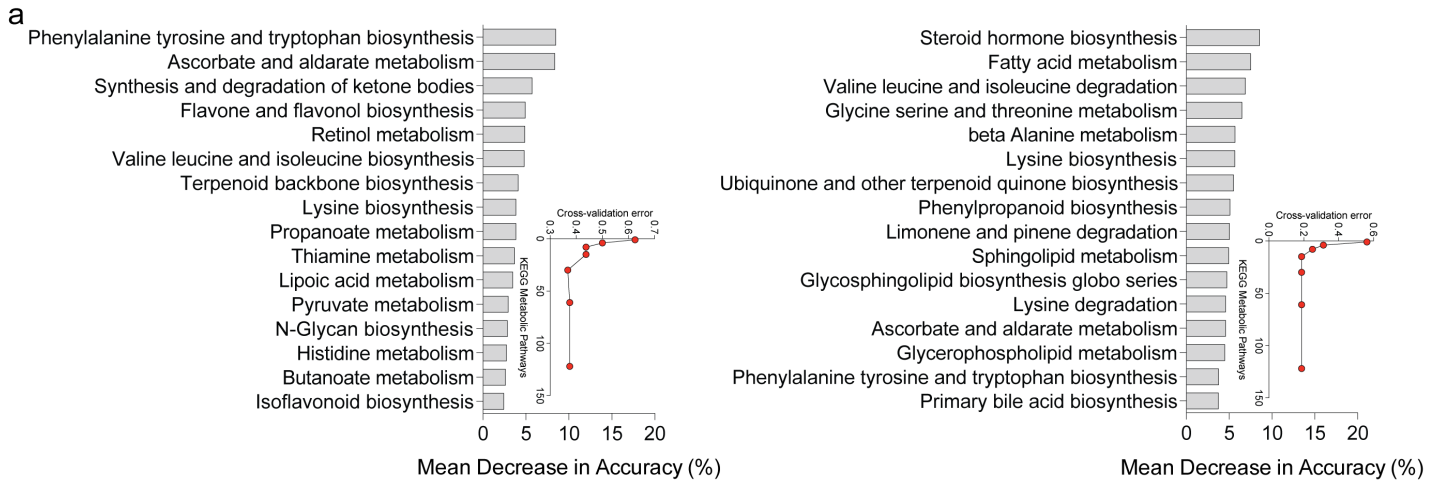 a
Phenylalanine tyrosine and tryptophan biosynthesis
Ascorbate and aldarate metabolism
Synthesis and degradation of ketone bodies
Flavone and flavonol biosynthesis
Retinol metabolism
Valine leucine and isoleucine biosynthesis
Terpenoid backbone biosynthesis
Lysine biosynthesis
Propanoate metabolism
Thiamine metabolism
Lipoic acid metabolism
Pyruvate metabolism
N-Glycan biosynthesis
Histidine metabolism
Butanoate metabolism
Isoflavonoid biosynthesis
0 5 10 15 20
Mean Decrease in Accuracy (%)
Cross-validation error
0.3 0.4 0.5 0.6 0.7
0
50
100
150
KEGG Metabolic Pathways
Steroid hormone biosynthesis
Fatty acid metabolism
Valine leucine and isoleucine degradation
Glycine serine and threonine metabolism
beta Alanine metabolism
Lysine biosynthesis
Ubiquinone and other terpenoid quinone biosynthesis
Phenylpropanoid biosynthesis
Limonene and pinene degradation
Sphingolipid metabolism
Glycosphingolipid biosynthesis globo series
Lysine degradation
Ascorbate and aldarate metabolism
Glycerophospholipid metabolism
Phenylalanine tyrosine and tryptophan biosynthesis
Primary bile acid biosynthesis
0 5 10 15 20
Mean Decrease in Accuracy (%)
Cross-validation error
0.0 0.2 0.4 0.6
0
50
100
150
KEGG Metabolic Pathways